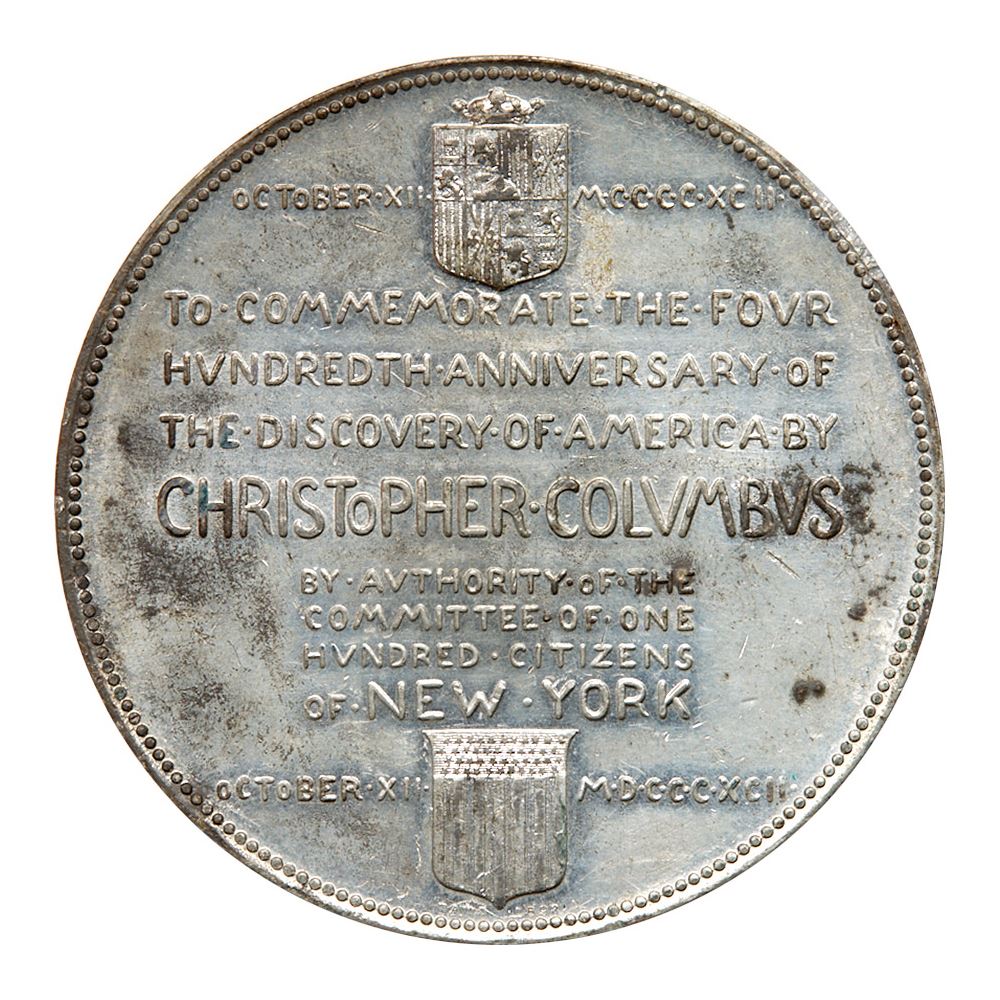 OCTOBER·XII· MCCCC·XCII·
TO·COMMEMORATE·THE·FOVR
HVNDREDTH·ANNIVERSARY·OF
THE·DISCOVERY·OF·AMERICA·BY
CHRISTOPHER·COLVMBVS
BY·AVTHORITY·OF·THE
COMMITTEE·OF·ONE
HVNDRED·CITIZENS
OF·NEW·YORK
OCTOBER·XII· M·D·CCC·XCII·